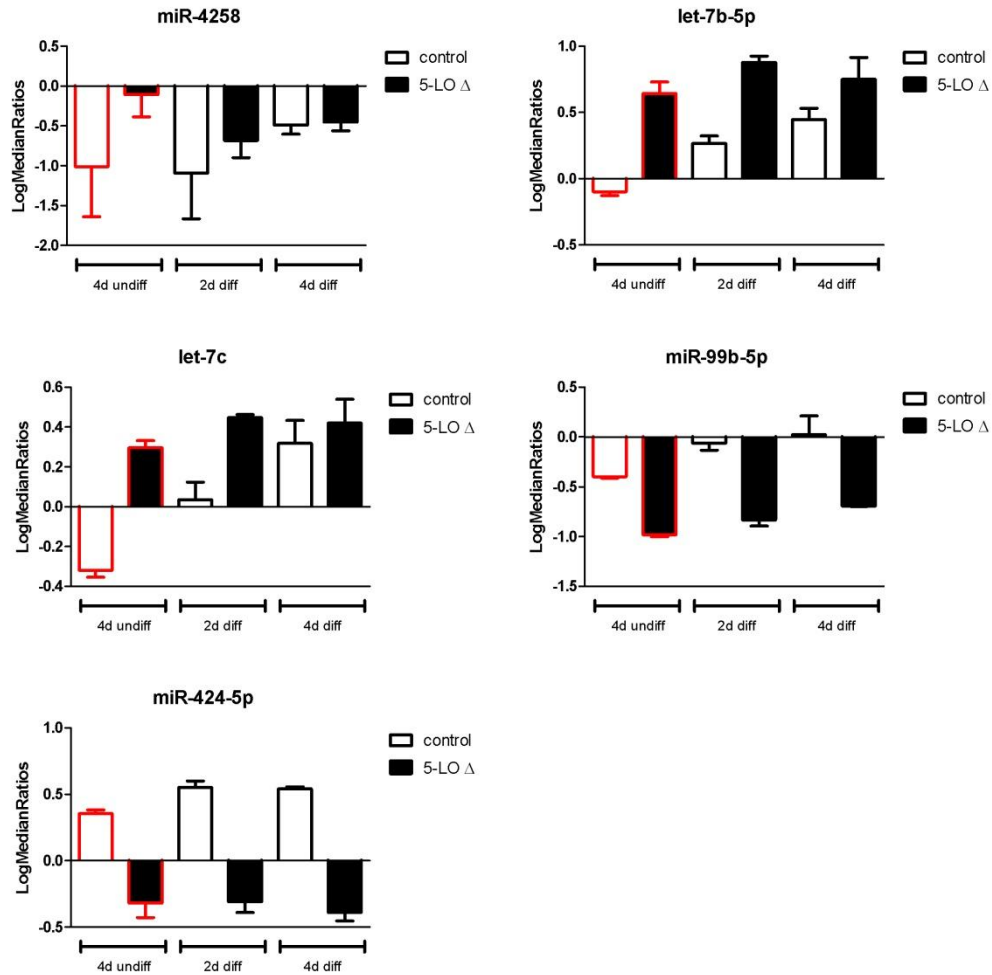 miR-4258
LogMedianRatios
0.5
0.0
-0.5
-1.0
-1.5
-2.0
control
5-LO Δ
4d undiff 2d diff 4d diff
let-7b-5p
LogMedianRatios
1.0
0.5
0.0
-0.5
control
5-LO Δ
4d undiff 2d diff 4d diff
let-7c
LogMedianRatios
0.6
0.4
0.2
0.0
-0.2
-0.4
control
5-LO Δ
4d undiff 2d diff 4d diff
miR-99b-5p
LogMedianRatios
0.5
0.0
-0.5
-1.0
-1.5
control
5-LO Δ
4d undiff 2d diff 4d diff
miR-424-5p
LogMedianRatios
1.0
0.5
0.0
-0.5
control
5-LO Δ
4d undiff 2d diff 4d diff